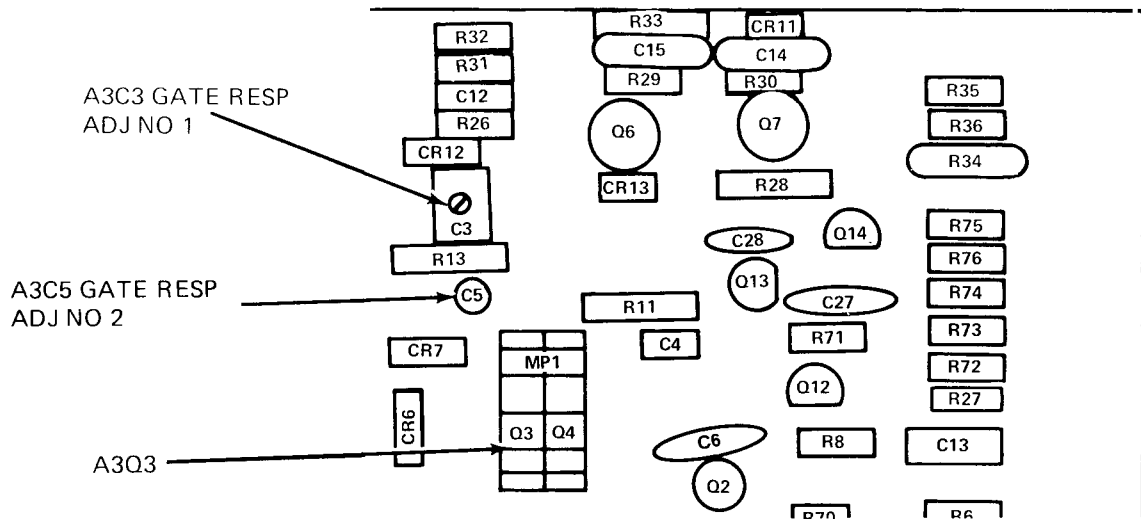 R33
CR11
R32
C15
C14
R31
R29
R30
A3C3 GATE RESP
ADJ NO 1
C12
R35
R26
Q6
Q7
R36
CR12
R34
CR13
R28
C3
C28
Q14
R75
R13
R76
A3C5 GATE RESP
ADJ NO 2
C5
Q13
R74
R11
C27
CR7
MP1
C4
R71
R73
R72
Q12
R27
CR6
Q3
Q4
C6
R8
C13
A3Q3
Q2
R70
R6